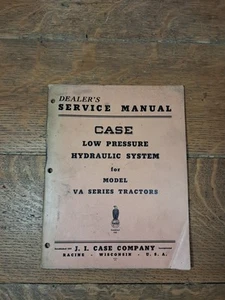 DEALER'S
SERVICE MANUAL
CASE
LOW PRESSURE
HYDRAULIC SYSTEM
for
MODEL
VA SERIES TRACTORS
J. I. CASE COMPANY
RACINE - WISCONSIN - U. S. A.